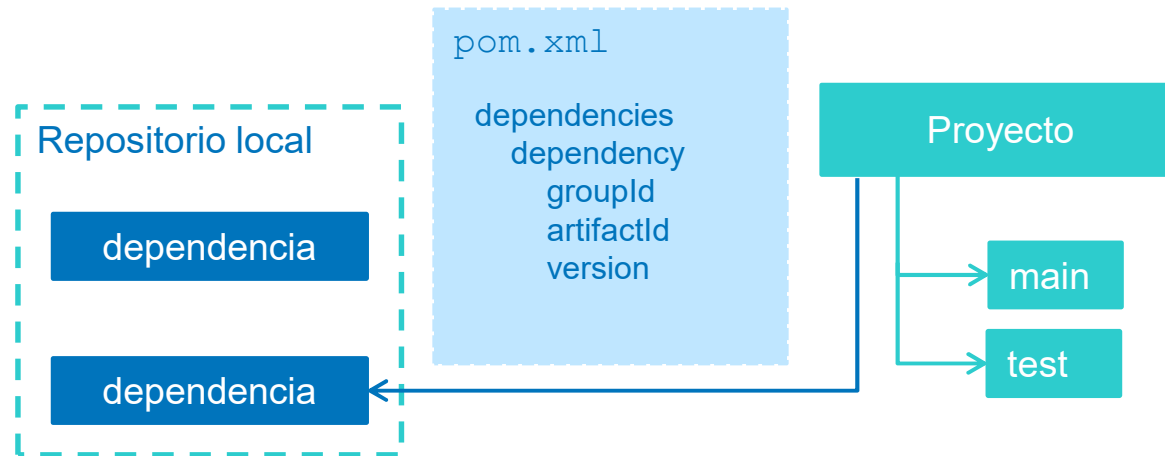 pom.xml
dependencies
dependency
groupId
artifactId
version
Repositorio local
dependencia
dependencia
Proyecto
main
test